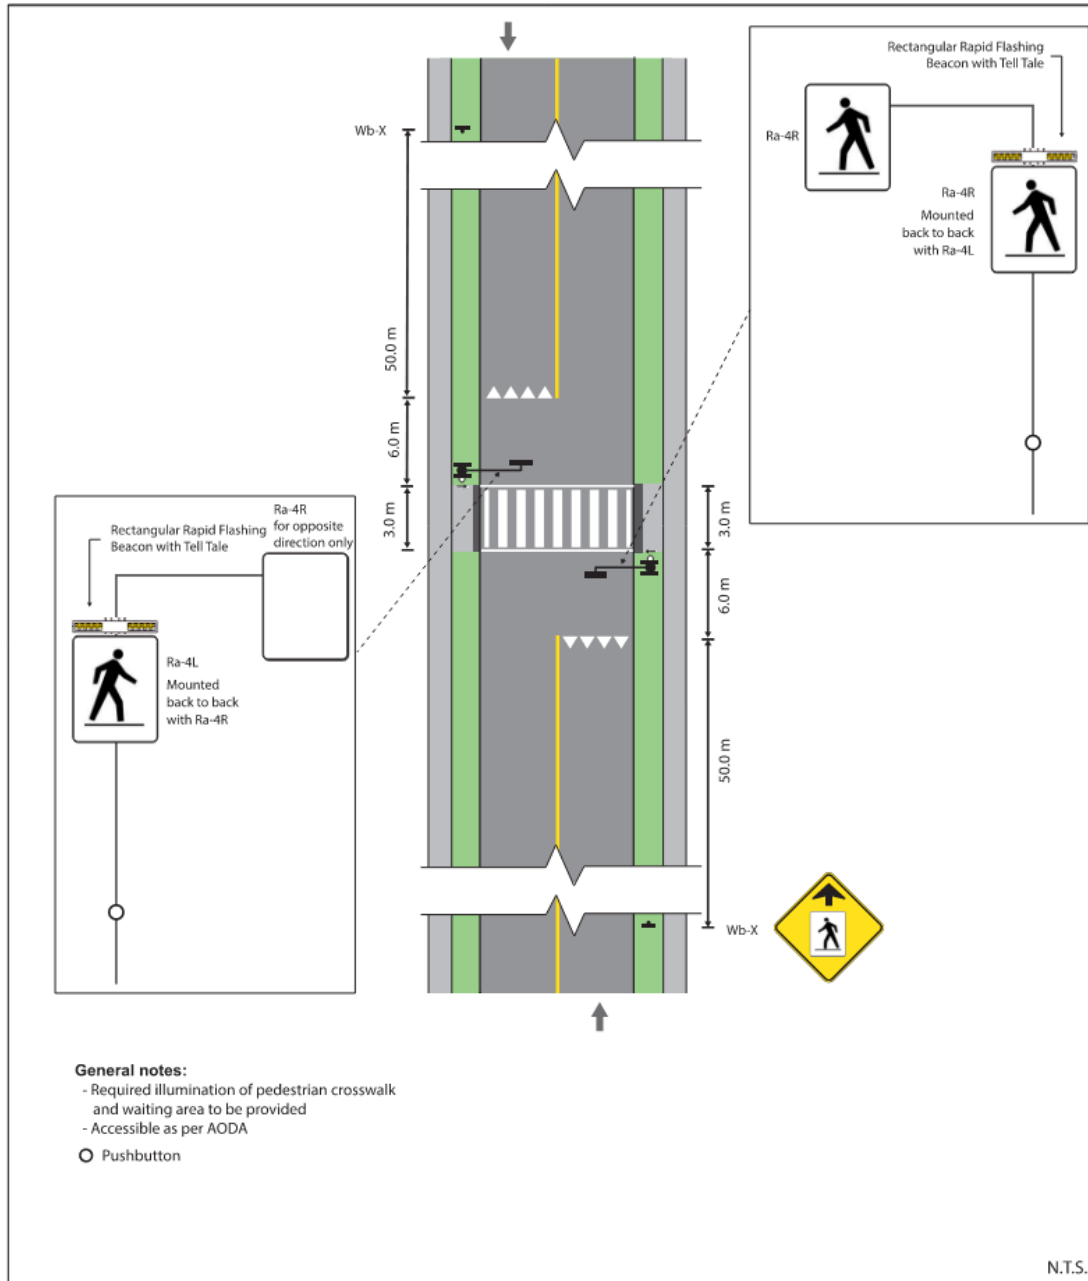 Rectangular Rapid Flashing
Beacon with Tell Tale
Ra-4R
Ra-4R
Mounted
back to back
with Ra-4L
Wb-X
50.0 m
6.0 m
3.0 m
3.0 m
6.0 m
50.0 m
Rectangular Rapid Flashing
Beacon with Tell Tale
Ra-4R
for opposite
direction only
Ra-4L
Mounted
back to back
with Ra-4R
Wb-X
General notes:
- Required illumination of pedestrian crosswalk
and waiting area to be provided
- Accessible as per AODA
Pushbutton
N.T.S.